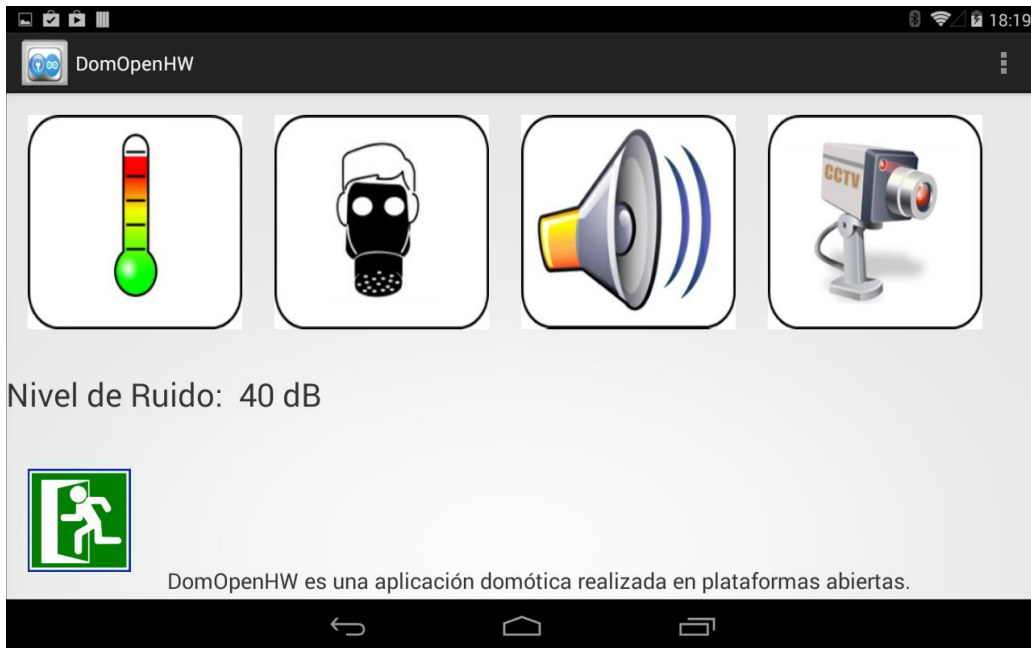 18:19
DomOpenHW
CCTV
Nivel de Ruido: 40 dB
DomOpenHW es una aplicación domótica realizada en plataformas abiertas.